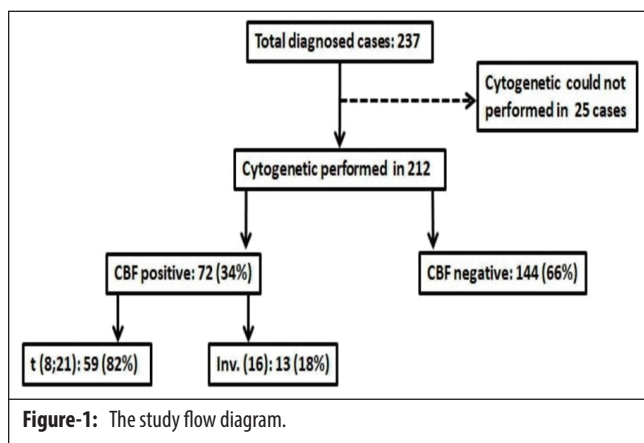 Total diagnosed cases: 237
Cytogenetic could not
performed in 25 cases
Cytogenetic performed in 212
CBF positive: 72 (34%)
CBF negative: 144 (66%)
t (8;21): 59 (82%)
Inv. (16): 13 (18%)
Figure-1: The study flow diagram.